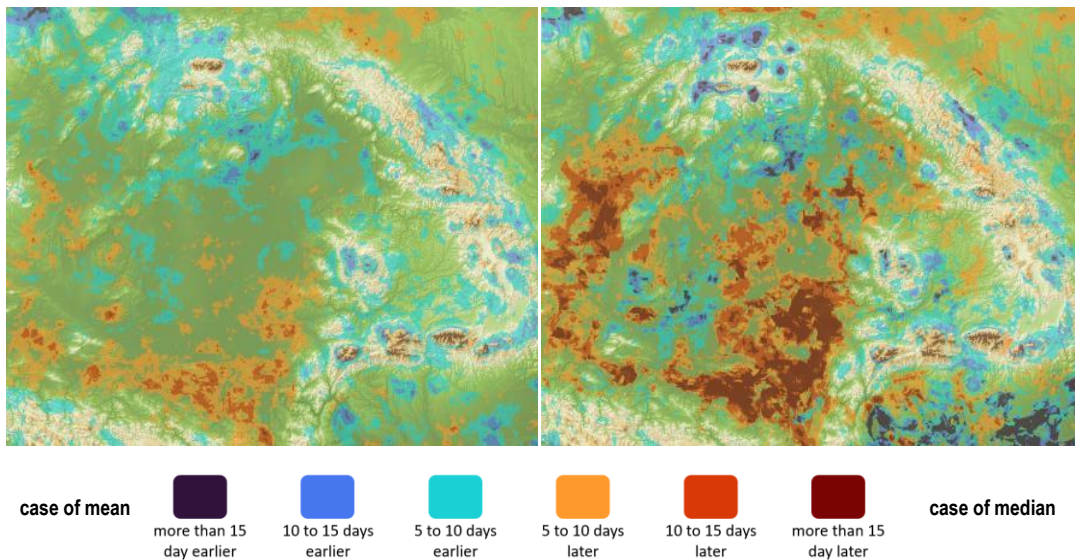 case of mean
more than 15
day earlier
10 to 15 days
earlier
5 to 10 days
earlier
5 to 10 days
later
10 to 15 days
later
more than 15
day later
case of median